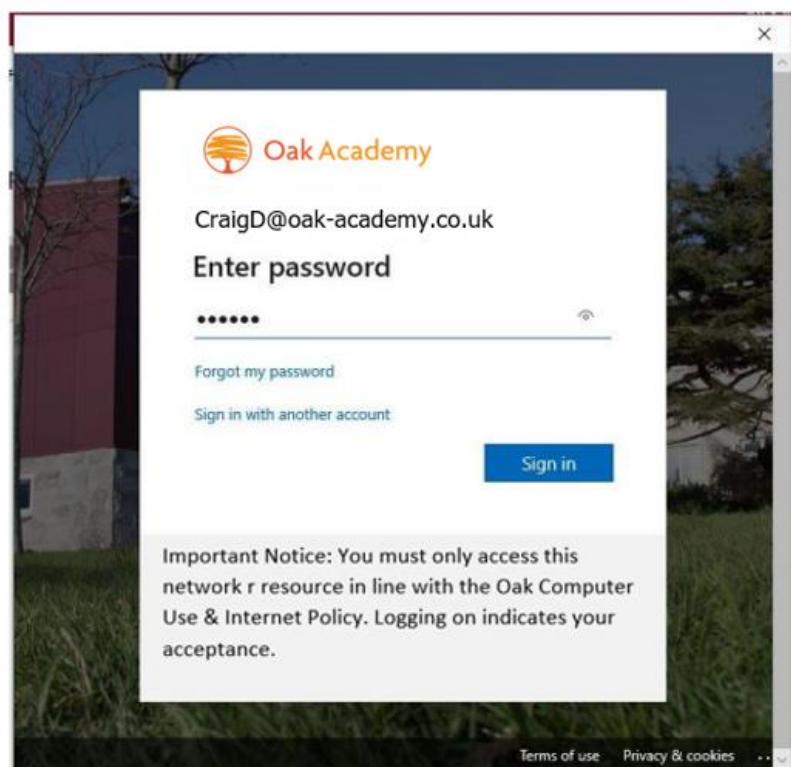 Oak Academy
CraigD@oak-academy.co.uk
Enter password
••••••
Forgot my password
Sign in with another account
Sign in
Important Notice: You must only access this
network r resource in line with the Oak Computer
Use & Internet Policy. Logging on indicates your
acceptance.
Terms of use Privacy & cookies ...